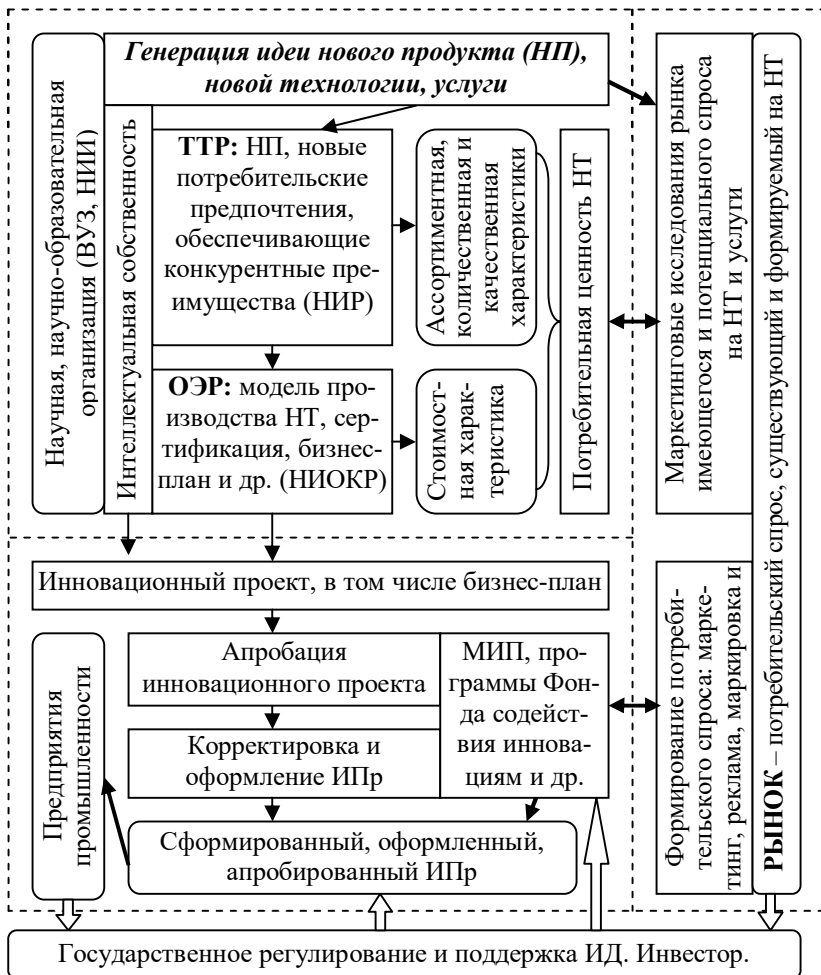 Генерация идеи нового продукта (НП),
новой технологии, услуги
Научная, научно-образовательная
организация (ВУЗ, НИИ)
Интеллектуальная собственность
ТТР: НП, новые
потребительские
предпочтения,
обеспечивающие
конкурентные пре-
имущества (НИР)
Ассортиментная,
количественная и
качественная
характеристики
ОЭР: модель про-
изводства НТ, сер-
тификация, бизнес-
план и др. (НИОКР)
Стоимост-
ная харак-
теристика
Потребительная ценность НТ
Маркетинговые исследования рынка
имеющегося и потенциального спроса
на НТ и услуги
РЫНОК – потребительский спрос, существующий и формируемый на НТ
Инновационный проект, в том числе бизнес-план
Предприятия
промышленности
Апробация
инновационного проекта
Корректировка и
оформление ИПр
МИП, про-
граммы Фон-
да содейст-
вия иннова-
циям и др.
Сформированный, оформленный,
апробированный ИПр
Формирование потреби-
тельского спроса: марке-
тинг, реклама, маркировка и
Государственное регулирование и поддержка ИД. Инвестор.